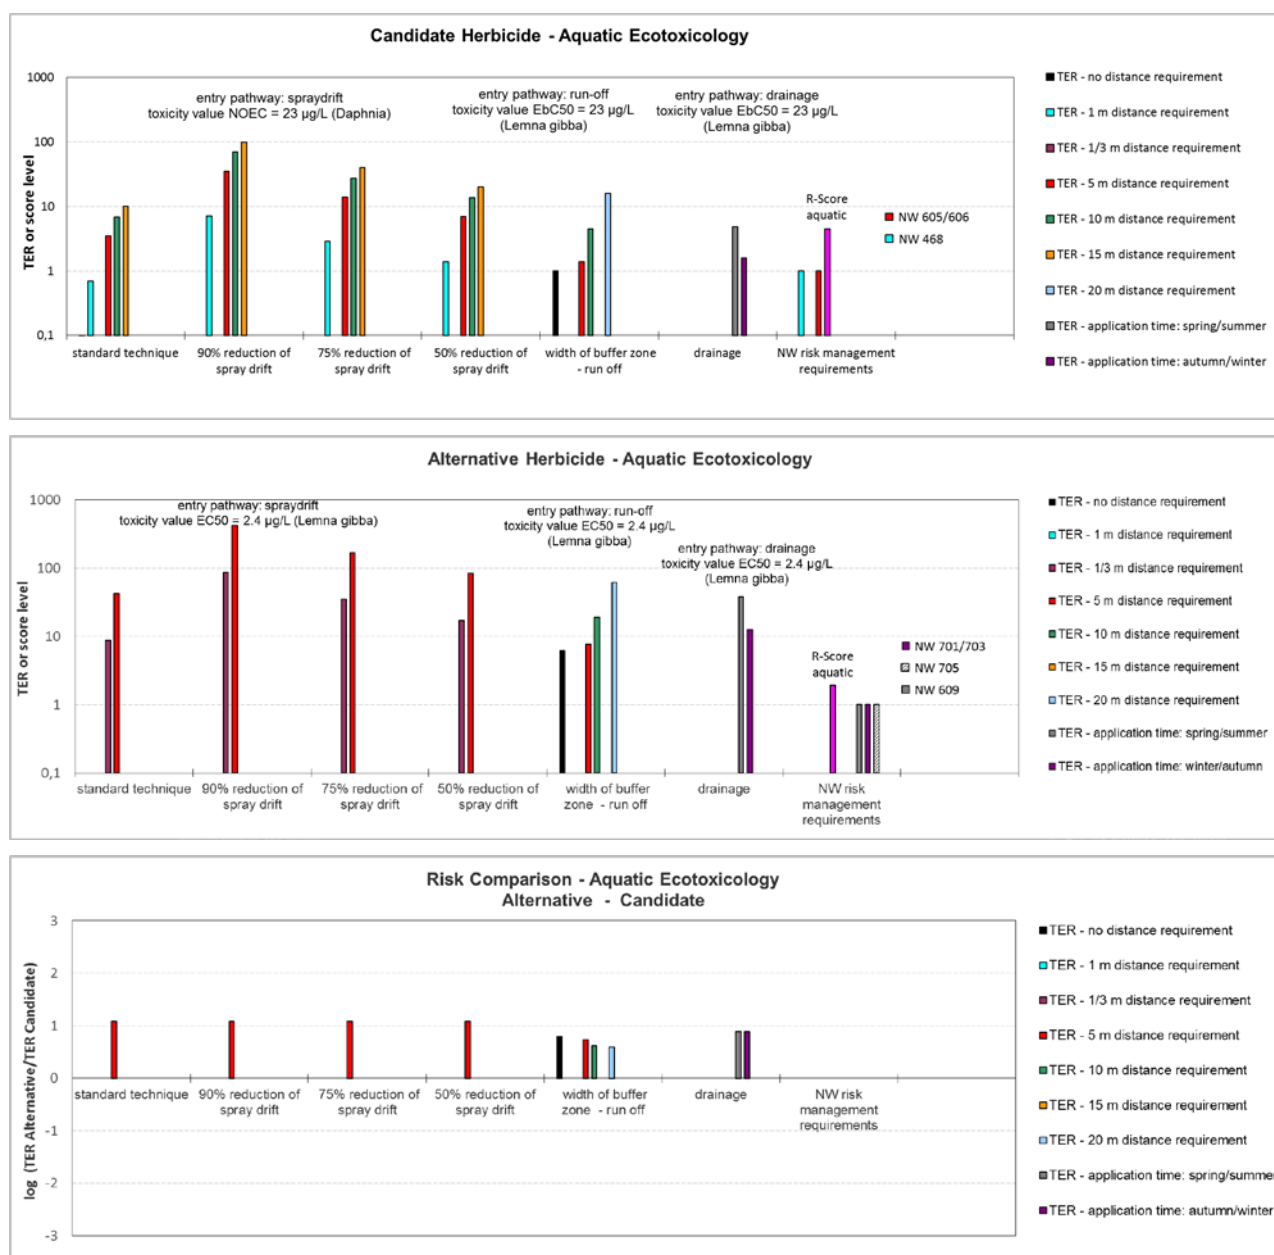 Candidate Herbicide - Aquatic Ecotoxicology
TER or score level
1000
100
10
1
0,1
entry pathway: spraydrift
toxicity value NOEC = 23 µg/L (Daphnia)
entry pathway: run-off
toxicity value EbC50 = 23 µg/L
(Lemna gibba)
entry pathway: drainage
toxicity value EbC50 = 23 µg/L
(Lemna gibba)
R-Score
aquatic
NW 605/606
NW 468
standard technique
90% reduction of
spray drift
75% reduction of
spray drift
50% reduction of
spray drift
width of buffer zone
- run off
drainage
NW risk management
requirements
TER - no distance requirement
TER - 1 m distance requirement
TER - 1/3 m distance requirement
TER - 5 m distance requirement
TER - 10 m distance requirement
TER - 15 m distance requirement
TER - 20 m distance requirement
TER - application time: spring/summer
TER - application time: autumn/winter
Alternative Herbicide - Aquatic Ecotoxicology
TER or score level
1000
100
10
1
0,1
entry pathway: spraydrift
toxicity value EC50 = 2.4 µg/L (Lemna gibba)
entry pathway: run-off
toxicity value EC50 = 2.4 µg/L
(Lemna gibba)
entry pathway: drainage
toxicity value EC50 = 2.4 µg/L
(Lemna gibba)
R-Score
aquatic
NW 701/703
NW 705
NW 609
standard technique
90% reduction of
spray drift
75% reduction of
spray drift
50% reduction of
spray drift
width of buffer
zone - run off
drainage
NW risk
management
requirements
TER - no distance requirement
TER - 1 m distance requirement
TER - 1/3 m distance requirement
TER - 5 m distance requirement
TER - 10 m distance requirement
TER - 15 m distance requirement
TER - 20 m distance requirement
TER - application time: spring/summer
TER - application time: winter/autumn
Risk Comparison - Aquatic Ecotoxicology
Alternative - Candidate
log (TER Alternative/TER Candidate)
3
2
1
0
-1
-2
-3
standard technique
90% reduction of
spray drift
75% reduction of
spray drift
50% reduction of
spray drift
width of buffer
zone - run off
drainage
NW risk
management
requirements
TER - no distance requirement
TER - 1 m distance requirement
TER - 1/3 m distance requirement
TER - 5 m distance requirement
TER - 10 m distance requirement
TER - 15 m distance requirement
TER - 20 m distance requirement
TER - application time: spring/summer
TER - application time: autumn/winter